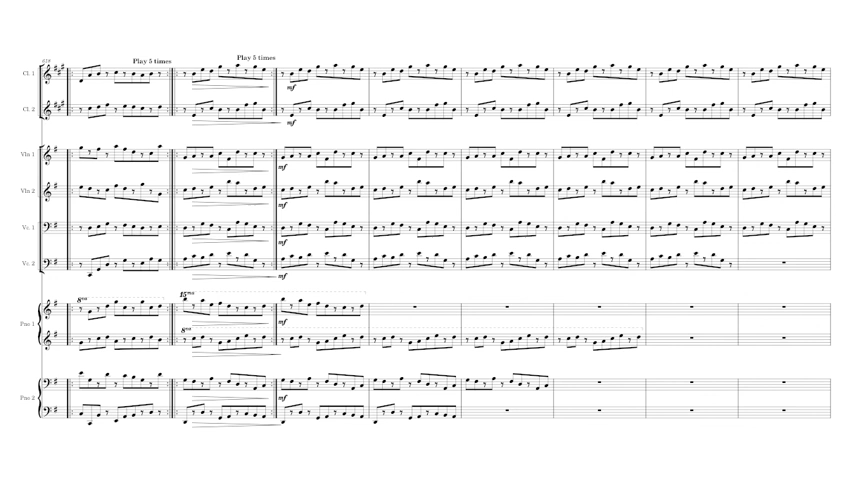 Play 5 times
Play 5 times
Cl. 1
mf
Cl. 2
mf
Vln 1
mf
Vln 2
mf
Vc. 1
mf
Vc. 2
mf
8va
15ma
Pno 1
mf
8va
Pno 2
mf
mf